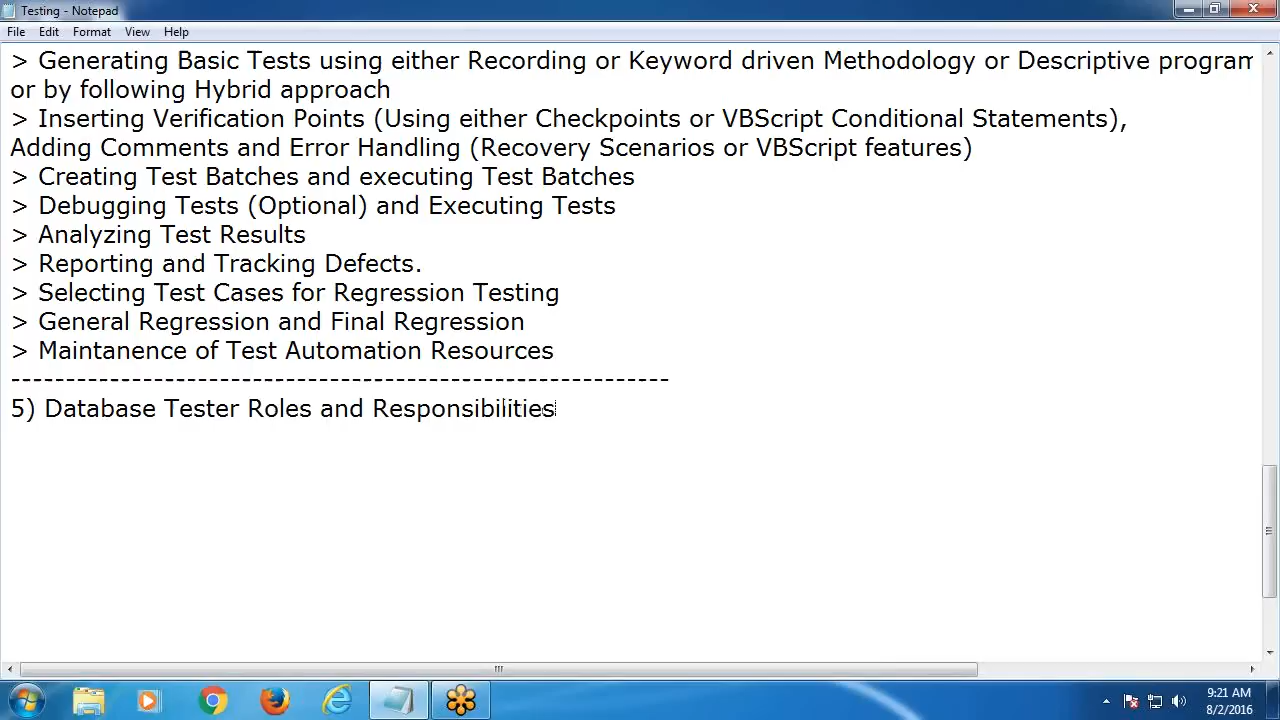 Testing - Notepad
File Edit Format View Help
> Generating Basic Tests using either Recording or Keyword driven Methodology or Descriptive program
or by following Hybrid approach
> Inserting Verification Points (Using either Checkpoints or VBScript Conditional Statements),
Adding Comments and Error Handling (Recovery Scenarios or VBScript features)
> Creating Test Batches and executing Test Batches
> Debugging Tests (Optional) and Executing Tests
> Analyzing Test Results
> Reporting and Tracking Defects.
> Selecting Test Cases for Regression Testing
> General Regression and Final Regression
> Maintanence of Test Automation Resources
------------------------------------------------------------
5) Database Tester Roles and Responsibilities
9:21 AM
8/2/2016